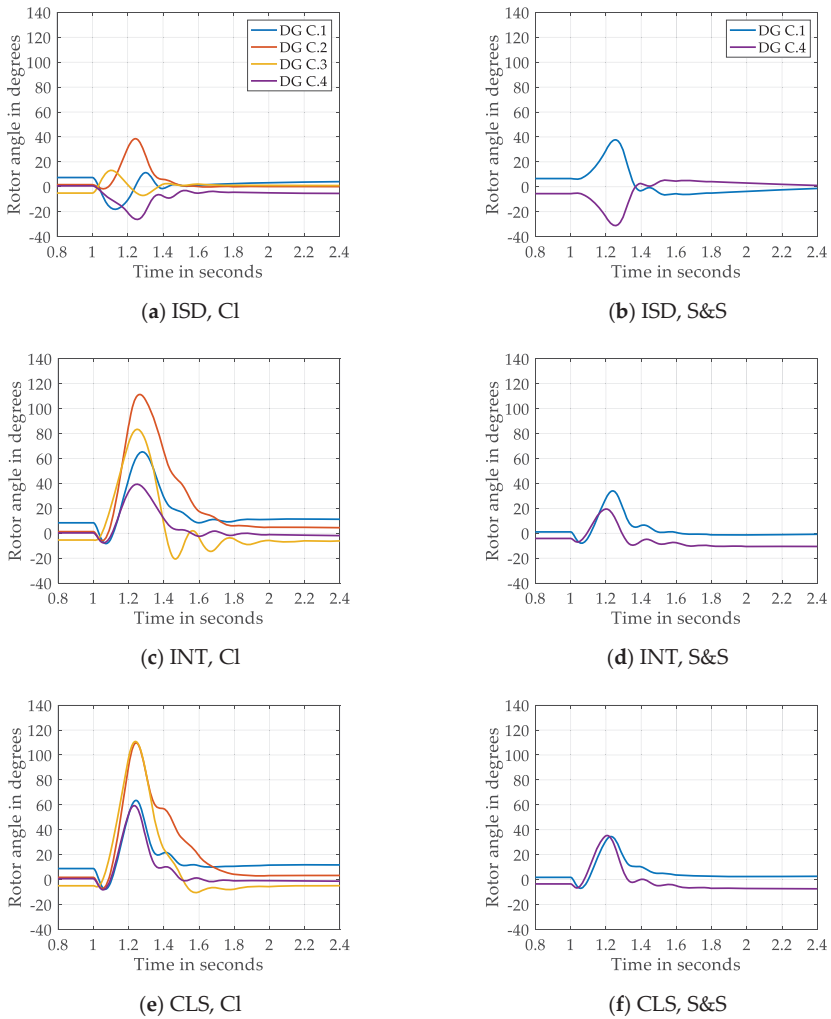 140
120
100
80
60
40
20
0
-20
-40
0.8 1 1.2 1.4 1.6 1.8 2 2.2 2.4
Rotor angle in degrees
Time in seconds
DG C.1
DG C.2
DG C.3
DG C.4
(a) ISD, Cl
140
120
100
80
60
40
20
0
-20
-40
0.8 1 1.2 1.4 1.6 1.8 2 2.2 2.4
Rotor angle in degrees
Time in seconds
DG C.1
DG C.4
(b) ISD, S&S
140
120
100
80
60
40
20
0
-20
-40
0.8 1 1.2 1.4 1.6 1.8 2 2.2 2.4
Rotor angle in degrees
Time in seconds
(c) INT, Cl
140
120
100
80
60
40
20
0
-20
-40
0.8 1 1.2 1.4 1.6 1.8 2 2.2 2.4
Rotor angle in degrees
Time in seconds
(d) INT, S&S
140
120
100
80
60
40
20
0
-20
-40
0.8 1 1.2 1.4 1.6 1.8 2 2.2 2.4
Rotor angle in degrees
Time in seconds
(e) CLS, Cl
140
120
100
80
60
40
20
0
-20
-40
0.8 1 1.2 1.4 1.6 1.8 2 2.2 2.4
Rotor angle in degrees
Time in seconds
(f) CLS, S&S